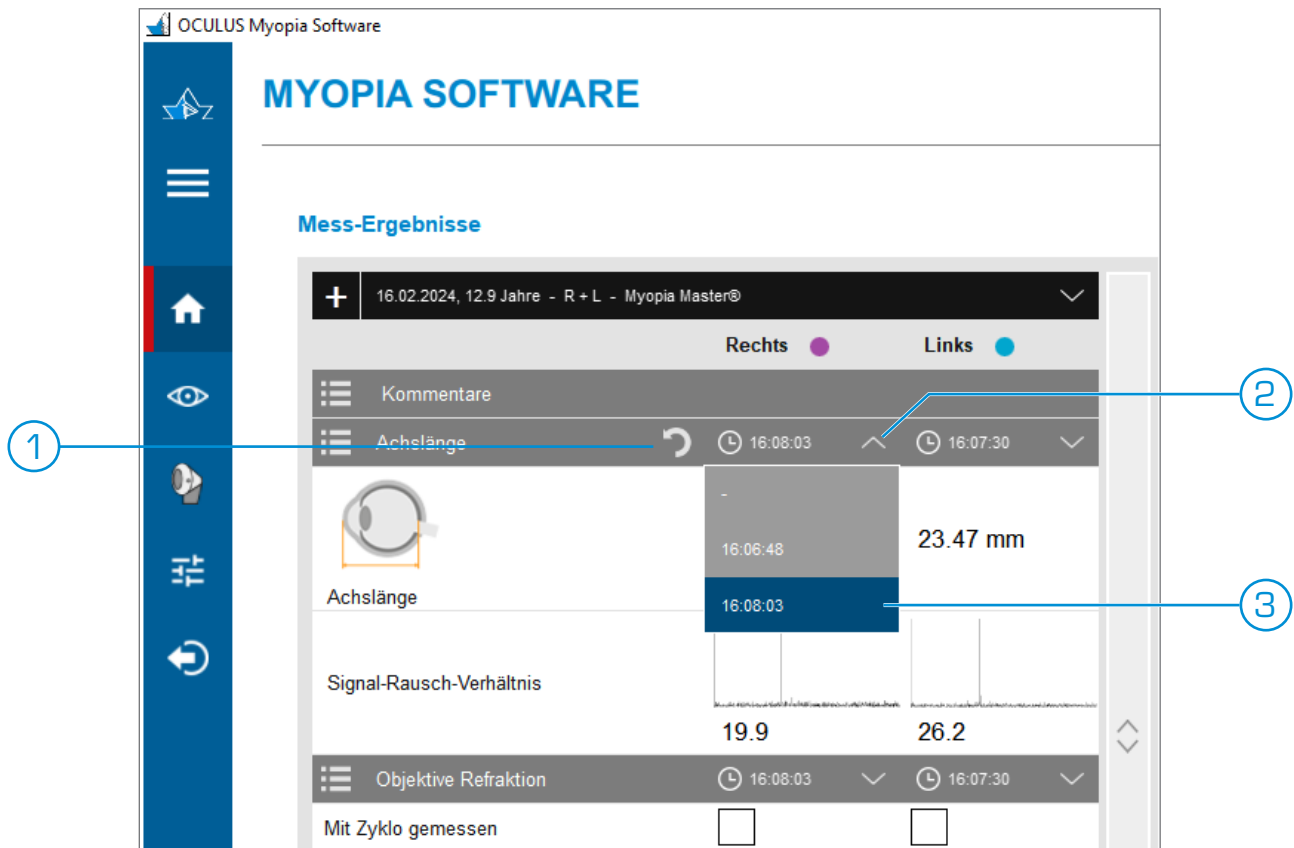 OCULUS Myopia Software
MYOPIA SOFTWARE
Mess-Ergebnisse
16.02.2024, 12.9 Jahre - R + L - Myopia Master®
Rechts Links
Kommentare
2
1
Achslänge 16:08:03 16:07:30
-
16:06:48 23.47 mm
Achslänge 16:08:03
3
Signal-Rausch-Verhältnis
19.9 26.2
Objektive Refraktion 16:08:03 16:07:30
Mit Zyklo gemessen